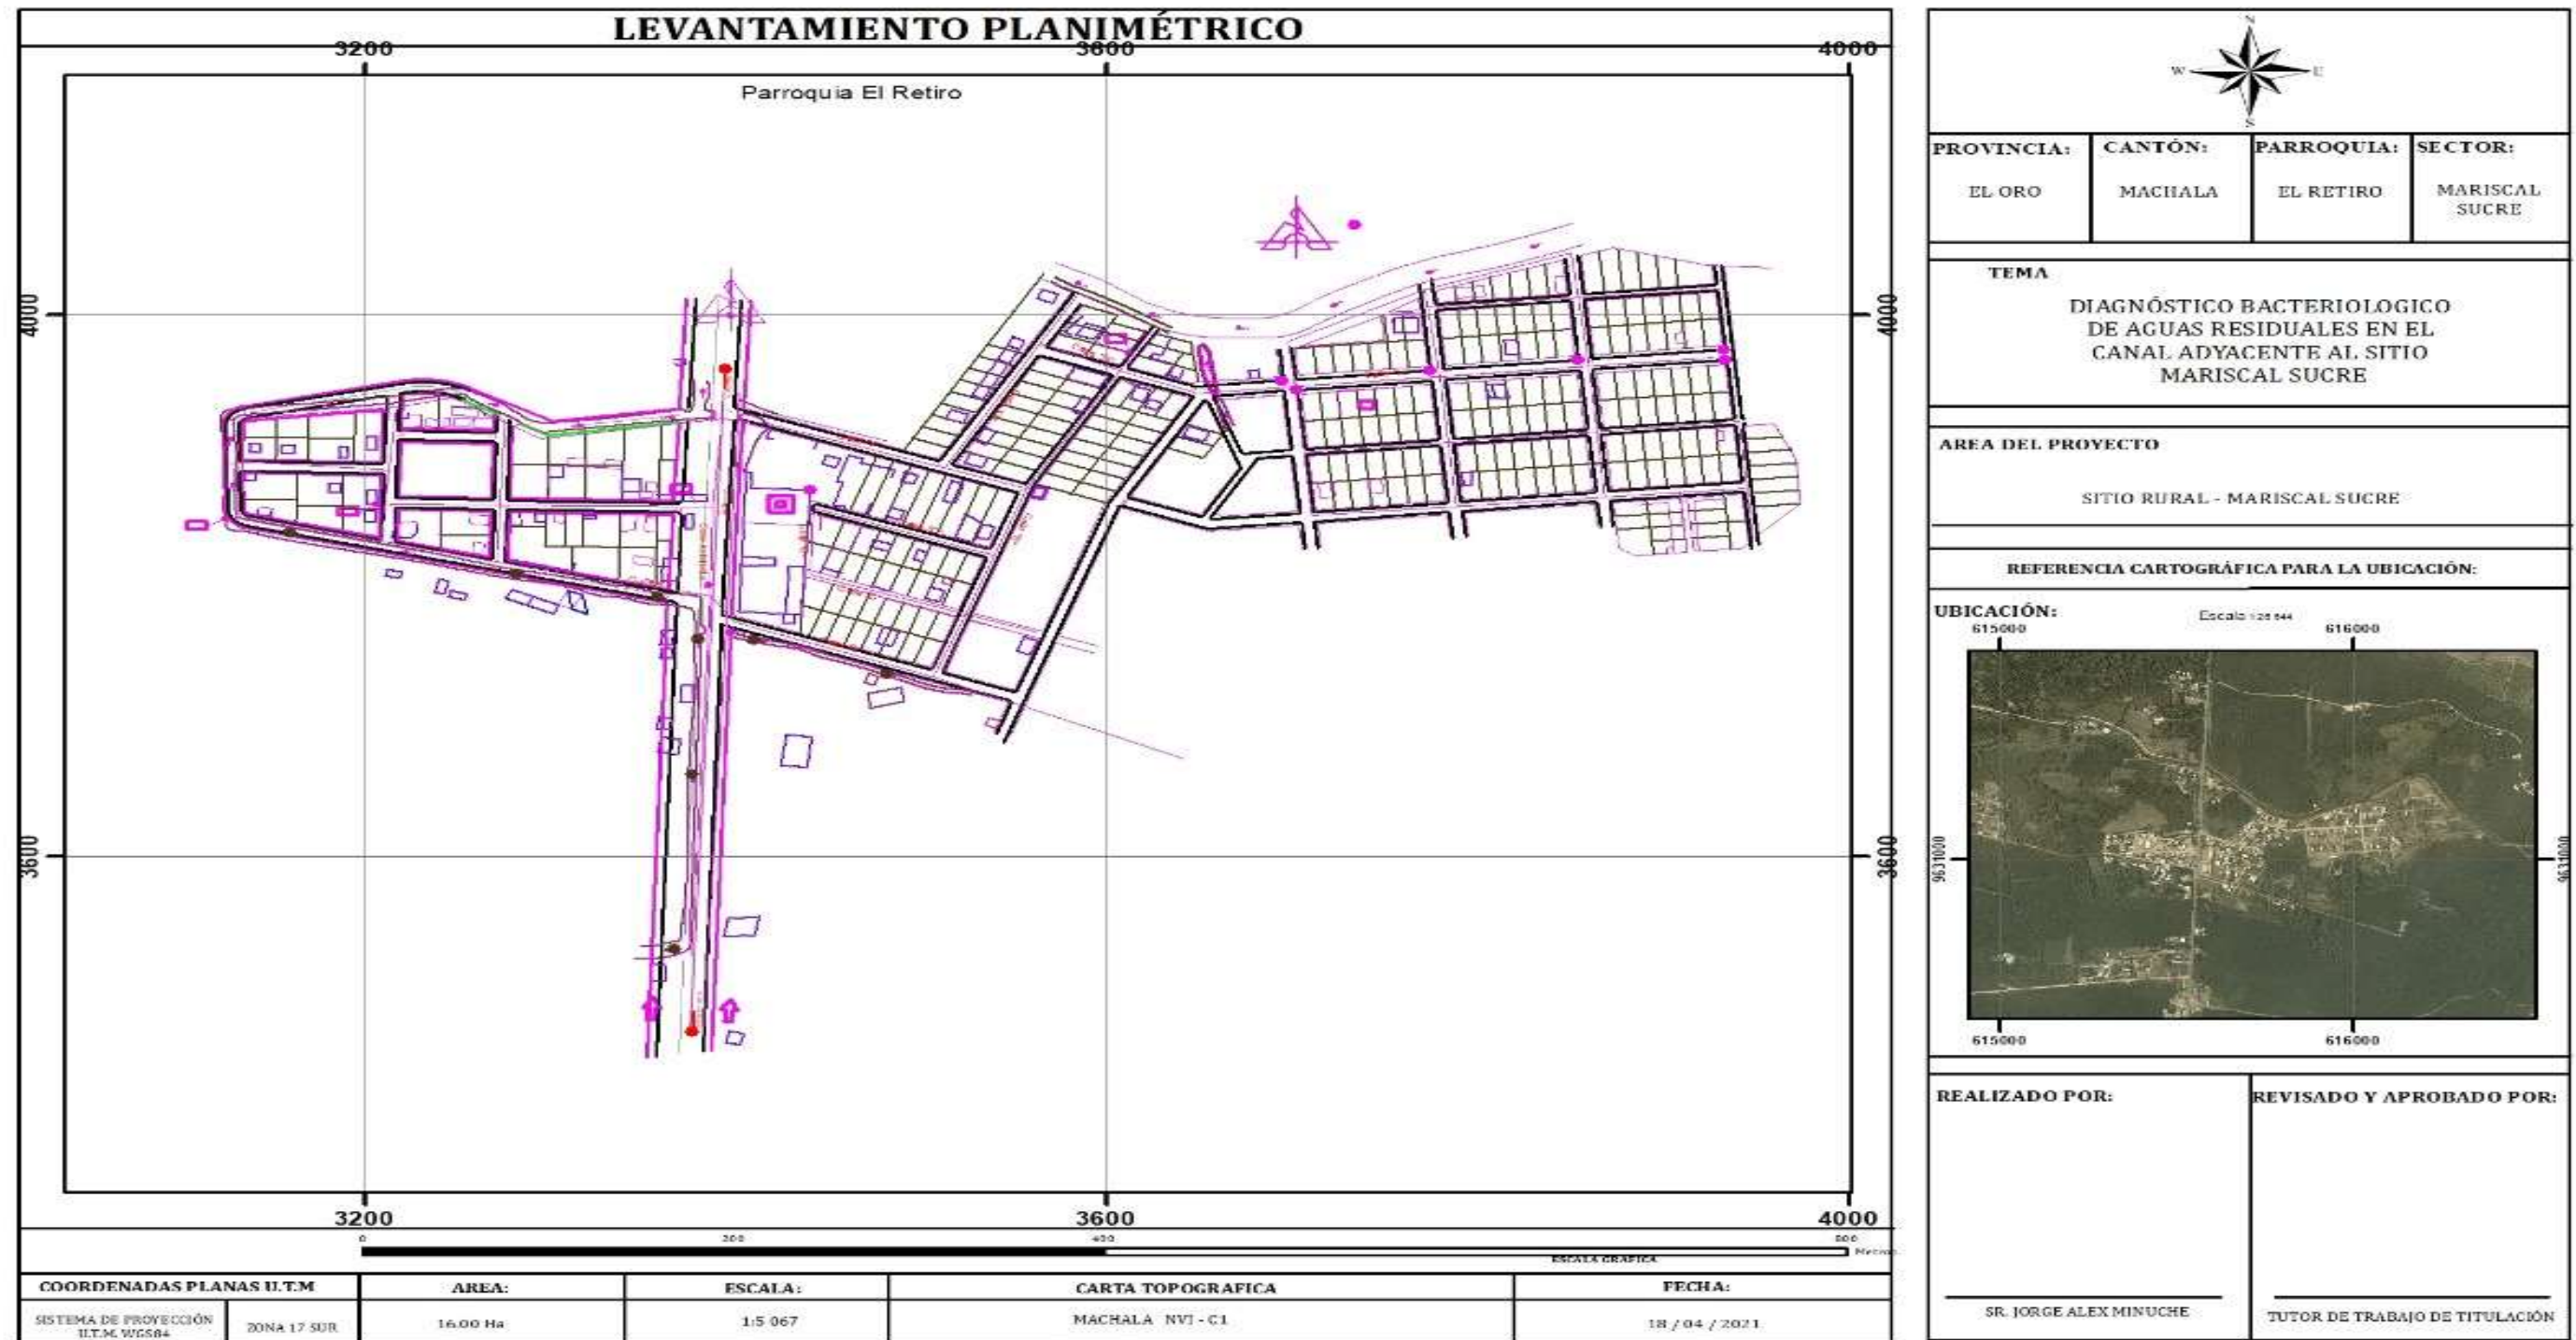 LEVANTAMIENTO PLANIMÉTRICO
3200
3600
4000
Parroquia El Retiro
4000
4000
3600
3600
3200
3600
4000
0
200
400
800
ESCALA GRAFICA
COORDENADAS PLANAS U.T.M
SISTEMA DE PROYECCIÓN
U.T.M. WGS84
ZONA 17 SUR
AREA:
16.00 Ha
ESCALA:
1:5 067
CARTA TOPOGRAFICA
MACHALA NVI - C1
FECHA:
18 / 04 / 2021
N
W
E
S
PROVINCIA:
EL ORO
CANTÓN:
MACHALA
PARROQUIA:
EL RETIRO
SECTOR:
MARISCAL
SUCRE
TEMA
DIAGNÓSTICO BACTERIOLOGICO
DE AGUAS RESIDUALES EN EL
CANAL ADYACENTE AL SITIO
MARISCAL SUCRE
AREA DEL PROYECTO
SITIO RURAL - MARISCAL SUCRE
REFERENCIA CARTOGRÁFICA PARA LA UBICACIÓN:
UBICACIÓN:
Escala
615000
616000
9631000
9631000
615000
616000
REALIZADO POR:
SR. JORGE ALEX MINUCHE
REVISADO Y APROBADO POR:
TUTOR DE TRABAJO DE TITULACIÓN